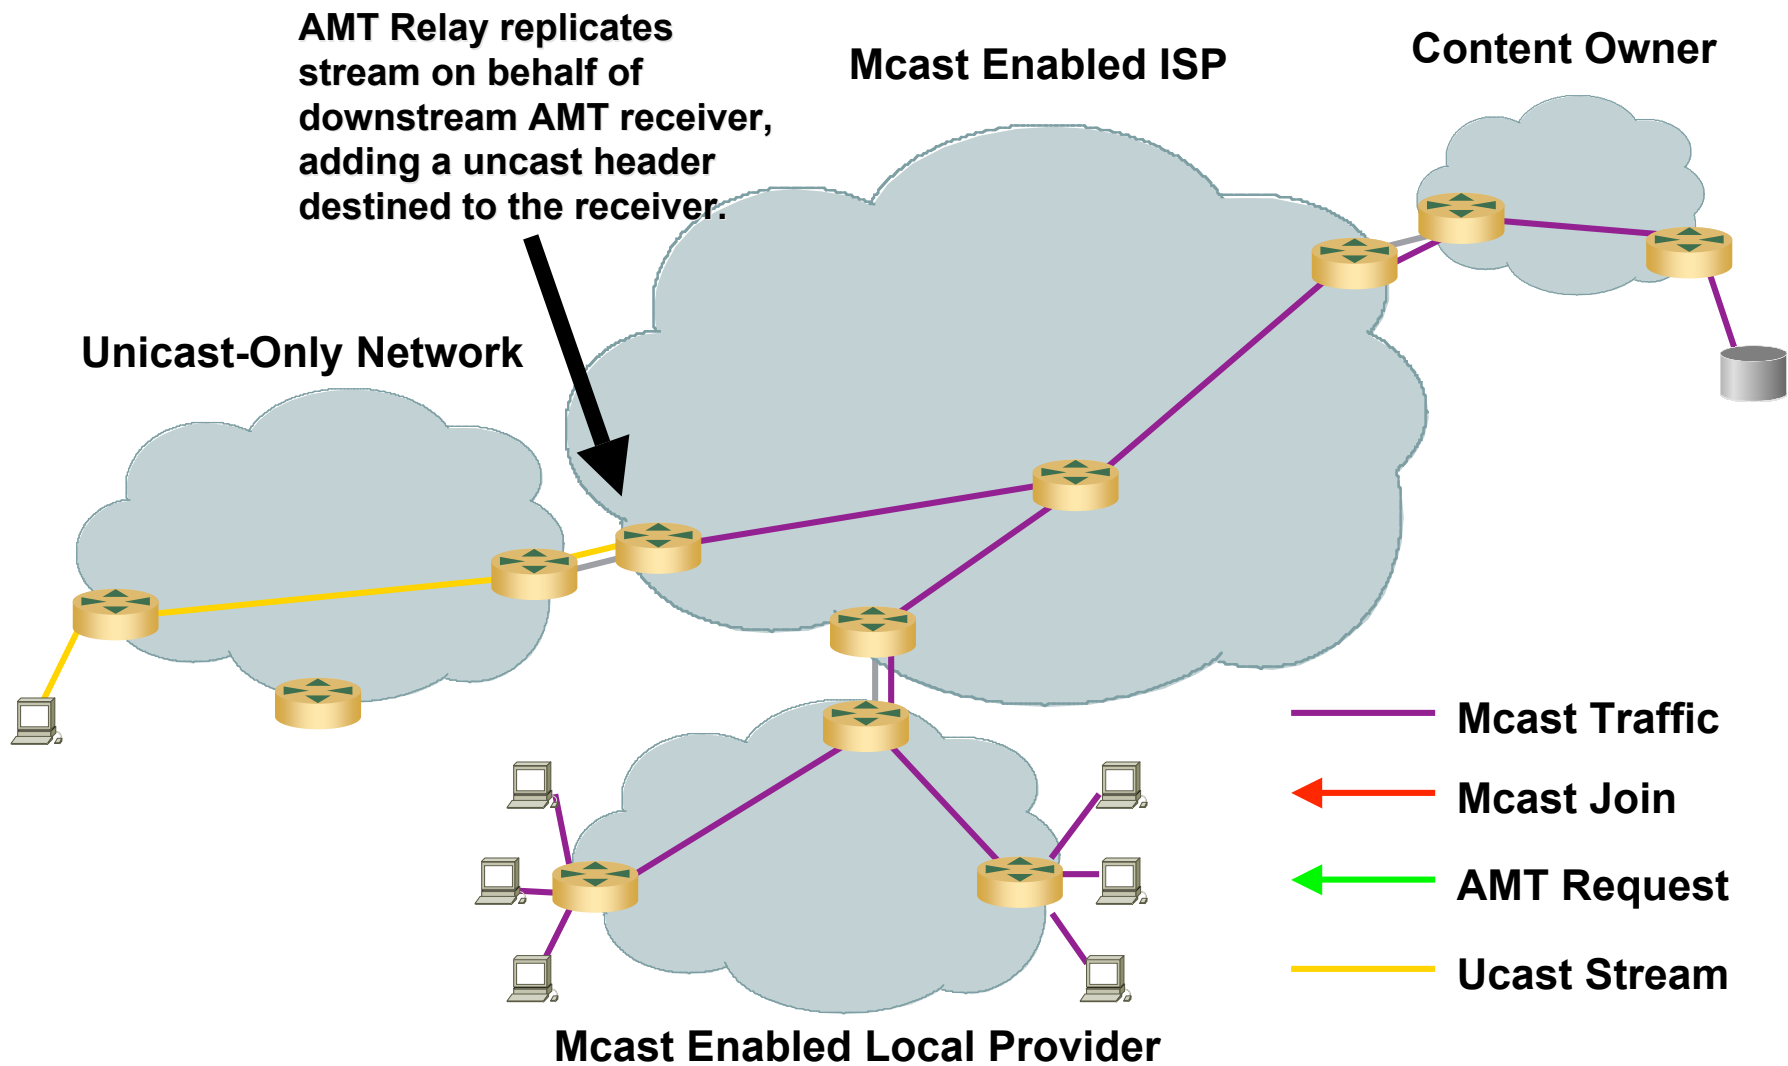 AMT Relay replicates
stream on behalf of
downstream AMT receiver,
adding a uncast header
destined to the receiver.
Mcast Enabled ISP
Content Owner
Unicast-Only Network
Mcast Traffic
Mcast Join
AMT Request
Ucast Stream
Mcast Enabled Local Provider